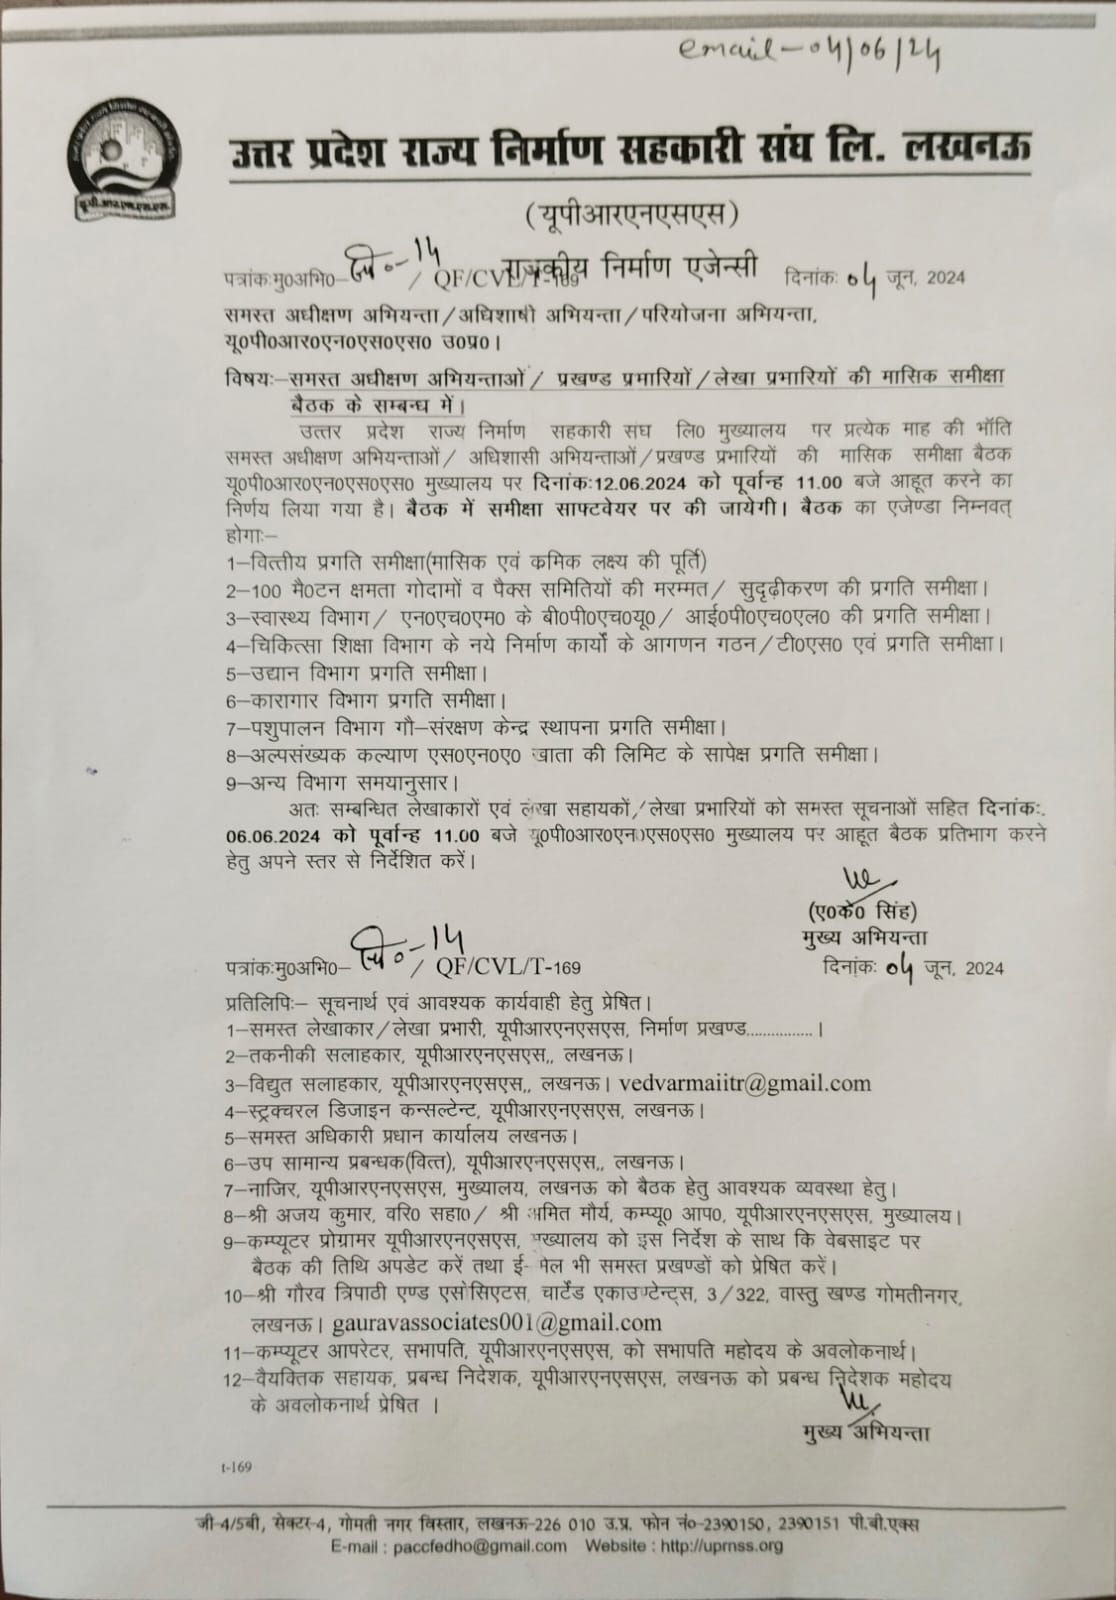 email-04/06/24
उत्तर प्रदेश राज्य निर्माण सहकारी संघ लि. लखनऊ
यू.पी.आर.एन.एस.एस.
(यूपीआरएनएसएस)
राजकीय निर्माण एजेन्सी
पत्रांक:मु0अभि0- सि0-14 / QF/CVL/T-169 दिनांकः 04 जून, 2024
समस्त अधीक्षण अभियन्ता/अधिशाषी अभियन्ता/परियोजना अभियन्ता,
यू0पी0आर0एन0एस0एस0 उ0प्र0।
विषयः–समस्त अधीक्षण अभियन्ताओं/ प्रखण्ड प्रभारियों/लेखा प्रभारियों की मासिक समीक्षा
बैठक के सम्बन्ध में।
उत्तर प्रदेश राज्य निर्माण सहकारी संघ लि0 मुख्यालय पर प्रत्येक माह की भॉति
समस्त अधीक्षण अभियन्ताओं/ अधिशासी अभियन्ताओं/प्रखण्ड प्रभारियों की मासिक समीक्षा बैठक
यू0पी0आर0एन0एस0एस0 मुख्यालय पर दिनांक:12.06.2024 को पूर्वान्ह 11.00 बजे आहूत करने का
निर्णय लिया गया है। बैठक में समीक्षा साफ्टवेयर पर की जायेगी। बैठक का एजेण्डा निम्नवत्
होगाः–
1–वित्तीय प्रगति समीक्षा(मासिक एवं कमिक लक्ष्य की पूर्ति)
2–100 मै0टन क्षमता गोदामों व पैक्स समितियों की मरम्मत/ सुदृढ़ीकरण की प्रगति समीक्षा।
3–स्वास्थ्य विभाग/ एन0एच0एम0 के बी0पी0एच0यू0/ आई0पी0एच0एल0 की प्रगति समीक्षा।
4–चिकित्सा शिक्षा विभाग के नये निर्माण कार्यो के आगणन गठन/टी0एस0 एवं प्रगति समीक्षा।
5–उद्यान विभाग प्रगति समीक्षा।
6–कारागार विभाग प्रगति समीक्षा।
7–पशुपालन विभाग गौ–संरक्षण केन्द्र स्थापना प्रगति समीक्षा।
8–अल्पसंख्यक कल्याण एस0एन0ए0 खाता की लिमिट के सापेक्ष प्रगति समीक्षा।
9–अन्य विभाग समयानुसार।
अतः सम्बन्धित लेखाकारों एवं लेखा सहायकों/लेखा प्रभारियों को समस्त सूचनाओं सहित दिनांकः.
06.06.2024 को पूर्वान्ह 11.00 बजे यू0पी0आर0एन0एस0एस0 मुख्यालय पर आहूत बैठक प्रतिभाग करने
हेतु अपने स्तर से निर्देशित करें।
(ए0के0 सिंह)
मुख्य अभियन्ता
पत्रांक:मु0अभि0- सि0-14 / QF/CVL/T-169 दिनांकः 04 जून, 2024
प्रतिलिपिः– सूचनार्थ एवं आवश्यक कार्यवाही हेतु प्रेषित।
1–समस्त लेखाकार/लेखा प्रभारी, यूपीआरएनएसएस, निर्माण प्रखण्ड...............।
2–तकनीकी सलाहकार, यूपीआरएनएसएस,, लखनऊ।
3–विद्युत सलाहकार, यूपीआरएनएसएस,, लखनऊ। vedvarmaiitr@gmail.com
4–स्ट्रक्चरल डिजाइन कन्सल्टेन्ट, यूपीआरएनएसएस, लखनऊ।
5–समस्त अधिकारी प्रधान कार्यालय लखनऊ।
6–उप सामान्य प्रबन्धक(वित्त), यूपीआरएनएसएस,, लखनऊ।
7–नाजिर, यूपीआरएनएसएस, मुख्यालय, लखनऊ को बैठक हेतु आवश्यक व्यवस्था हेतु।
8–श्री अजय कुमार, वरि0 सहा0/ श्री अमित मौर्य, कम्प्यू0 आप0, यूपीआरएनएसएस, मुख्यालय।
9–कम्प्यूटर प्रोग्रामर यूपीआरएनएसएस, मुख्यालय को इस निर्देश के साथ कि वेबसाइट पर
बैठक की तिथि अपडेट करें तथा ई-मेल भी समस्त प्रखण्डों को प्रेषित करें।
10–श्री गौरव त्रिपाठी एण्ड एसोसिएटस, चार्टेड एकाउण्टेन्ट्स, 3/322, वास्तु खण्ड गोमतीनगर,
लखनऊ। gauravassociates001@gmail.com
11–कम्प्यूटर आपरेटर, सभापति, यूपीआरएनएसएस, को सभापति महोदय के अवलोकनार्थ।
12–वैयक्तिक सहायक, प्रबन्ध निदेशक, यूपीआरएनएसएस, लखनऊ को प्रबन्ध निदेशक महोदय
के अवलोकनार्थ प्रेषित ।
मुख्य अभियन्ता
t-169
जी-4/5बी, सेक्टर-4, गोमती नगर विस्तार, लखनऊ-226 010 उ.प्र. फोन नं0-2390150, 2390151 पी.बी.एक्स
E-mail : paccfedho@gmail.com Website : http://uprnss.org